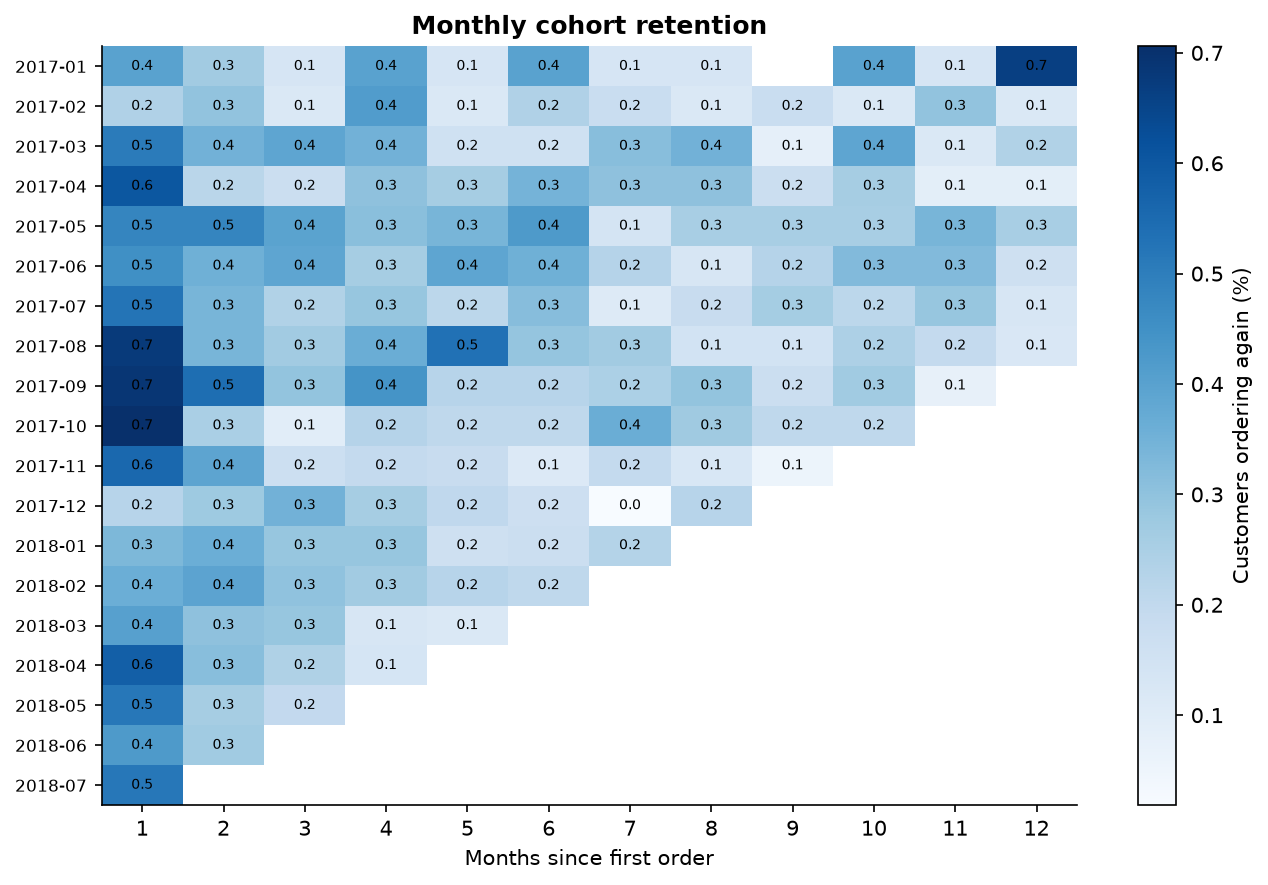 Monthly cohort retention
2017-01 0.4 0.3 0.1 0.4 0.1 0.4 0.1 0.1 0.4 0.1 0.7
2017-02 0.2 0.3 0.1 0.4 0.1 0.2 0.2 0.1 0.2 0.1 0.3 0.1
2017-03 0.5 0.4 0.4 0.4 0.2 0.2 0.3 0.4 0.1 0.4 0.1 0.2
2017-04 0.6 0.2 0.2 0.3 0.3 0.3 0.3 0.3 0.2 0.3 0.1 0.1
2017-05 0.5 0.5 0.4 0.3 0.3 0.4 0.1 0.3 0.3 0.3 0.3 0.3
2017-06 0.5 0.4 0.4 0.3 0.4 0.4 0.2 0.1 0.2 0.3 0.3 0.2
2017-07 0.5 0.3 0.2 0.3 0.2 0.3 0.1 0.2 0.3 0.2 0.3 0.1
2017-08 0.7 0.3 0.3 0.4 0.5 0.3 0.3 0.1 0.1 0.2 0.2 0.1
2017-09 0.7 0.5 0.3 0.4 0.2 0.2 0.2 0.3 0.2 0.3 0.1
2017-10 0.7 0.3 0.1 0.2 0.2 0.2 0.4 0.3 0.2 0.2
2017-11 0.6 0.4 0.2 0.2 0.2 0.1 0.2 0.1 0.1
2017-12 0.2 0.3 0.3 0.3 0.2 0.2 0.0 0.2
2018-01 0.3 0.4 0.3 0.3 0.2 0.2 0.2
2018-02 0.4 0.4 0.3 0.3 0.2 0.2
2018-03 0.4 0.3 0.3 0.1 0.1
2018-04 0.6 0.3 0.2 0.1
2018-05 0.5 0.3 0.2
2018-06 0.4 0.3
2018-07 0.5
1 2 3 4 5 6 7 8 9 10 11 12
Months since first order
0.7
0.6
0.5
0.4
0.3
0.2
0.1
Customers ordering again (%)